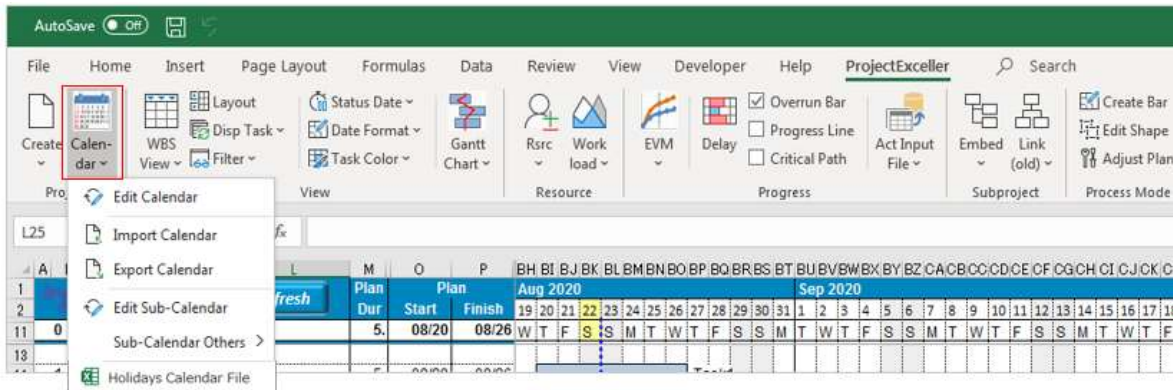 AutoSave Off
File Home Insert Page Layout Formulas Data Review View Developer Help ProjectExceller Search
Layout Status Date Overrun Bar Create Bar
Disp Task Date Format Progress Line Edit Shape
Create Calen-dar WBS View Filter Task Color Gantt Chart Rsrc Work load EVM Delay Critical Path Act Input File Embed Link (old) Adjust Plan
View Resource Progress Subproject Process Mode
Edit Calendar
L25 Import Calendar fx
Export Calendar
A L M O P BH BI BJ BK BL BM BN BO BP BQ BR BS BT BU BV BW BX BY BZ CA CB CC CD CE CF CG CH CI CJ CK
1 Plan Plan Aug 2020 Sep 2020
Edit Sub-Calendar
2 Dur Start Finish 19 20 21 22 23 24 25 26 27 28 29 30 31 1 2 3 4 5 6 7 8 9 10 11 12 13 14 15 16 17
11 0 5. 08/20 08/26 W T F S S M T W T F S S M T W T F S S M T W T F S S M T W T F
Sub-Calendar Others
13
Holidays Calendar File